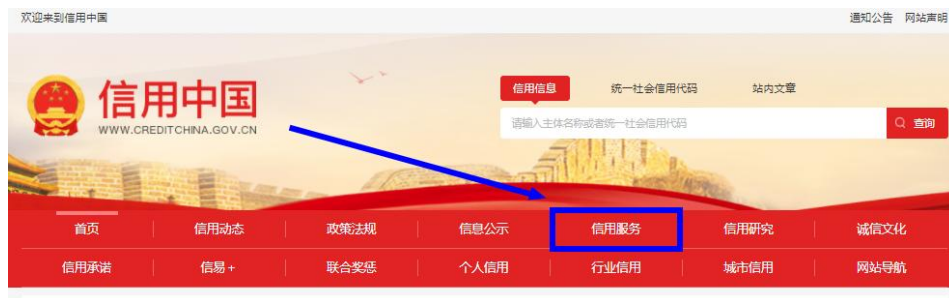 欢迎来到信用中国 通知公告 网站声明
信用信息 统一社会信用代码 站内文章
信用中国
WWW.CREDITCHINA.GOV.CN
请输入主体名称或者统一社会信用代码 查询
首页 信用动态 政策法规 信息公示 信用服务 信用研究 诚信文化
信用承诺 信易+ 联合奖惩 个人信用 行业信用 城市信用 网站导航